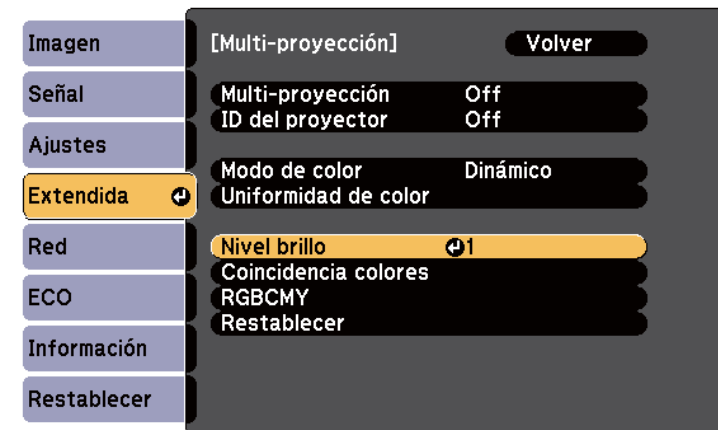 Imagen
Señal
Ajustes
Extendida
Red
ECO
Información
Restablecer
[Multi-proyección] Volver
Multi-proyección Off
ID del proyector Off
Modo de color Dinámico
Uniformidad de color
Nivel brillo 1
Coincidencia colores
RGBCMY
Restablecer